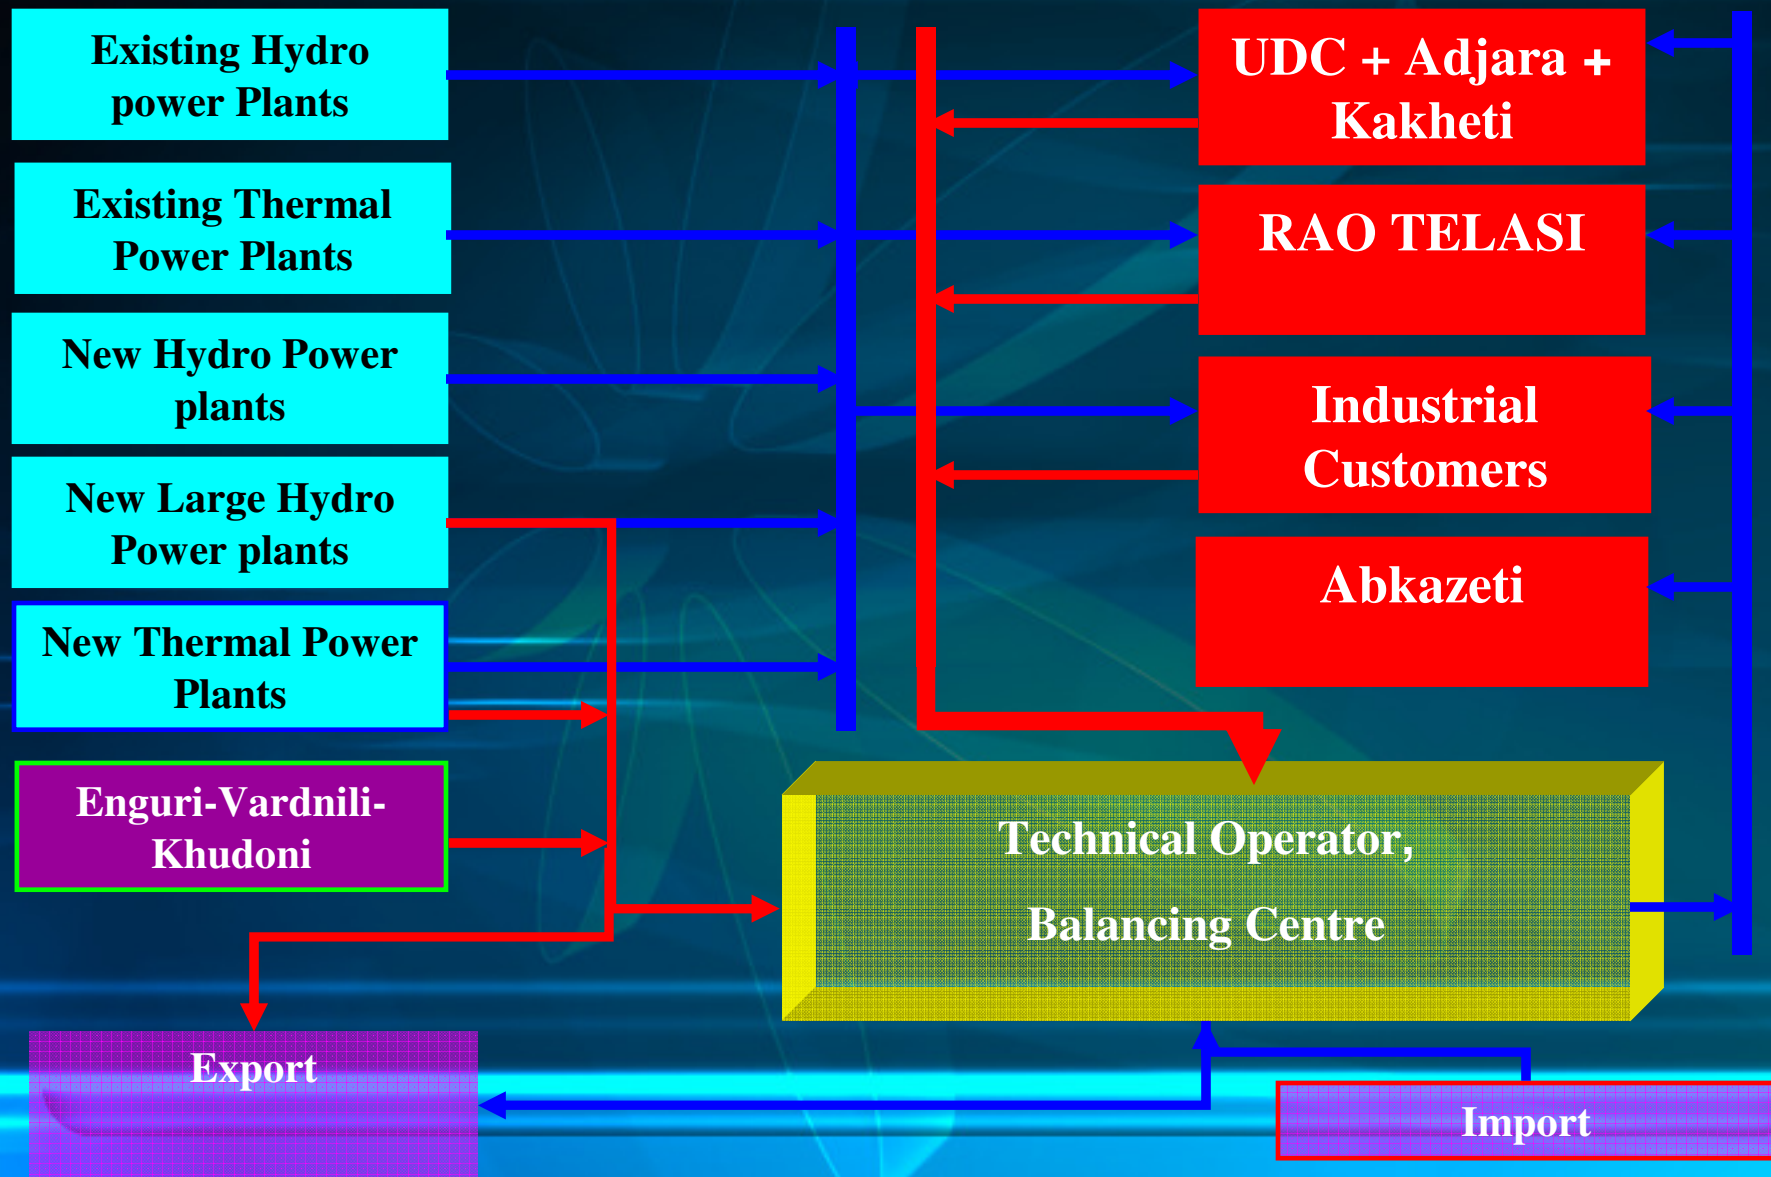 Existing Hydro
power Plants
Existing Thermal
Power Plants
New Hydro Power
plants
New Large Hydro
Power plants
New Thermal Power
Plants
Enguri-Vardnili-
Khudoni
Export
UDC + Adjara +
Kakheti
RAO TELASI
Industrial
Customers
Abkazeti
Technical Operator,
Balancing Centre
Import